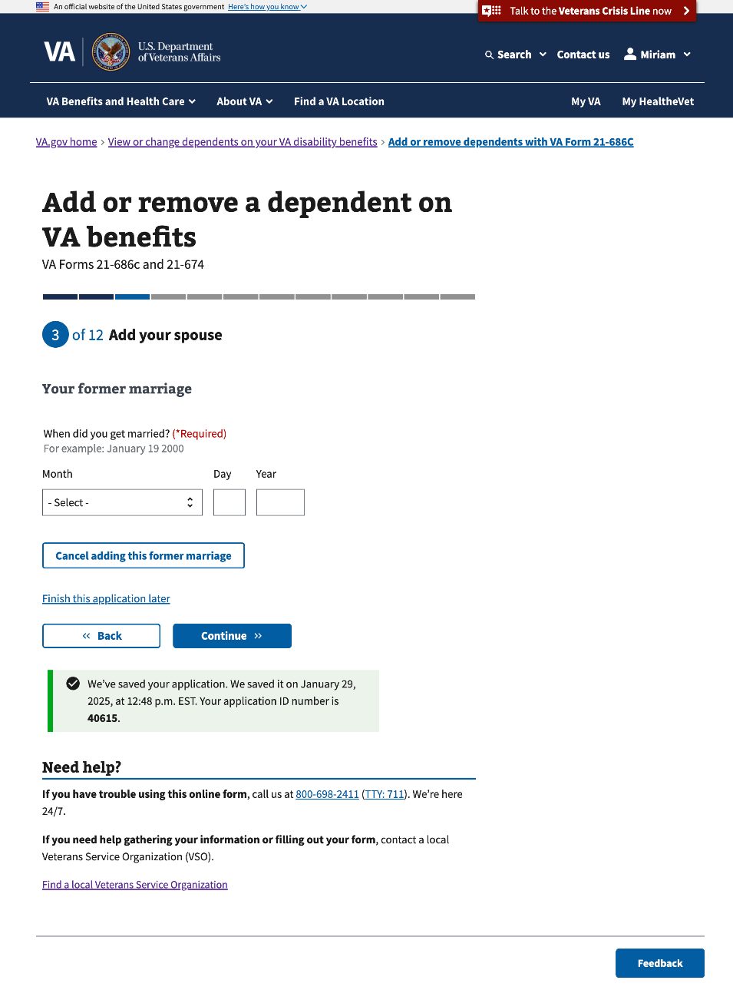 An official website of the United States government Here's how you know
Talk to the Veterans Crisis Line now
VA
U.S. Department
of Veterans Affairs
Search
Contact us
Miriam
VA Benefits and Health Care
About VA
Find a VA Location
My VA
My HealtheVet
VA.gov home › View or change dependents on your VA disability benefits › Add or remove dependents with VA Form 21-686C
Add or remove a dependent on
VA benefits
VA Forms 21-686c and 21-674
3 of 12 Add your spouse
Your former marriage
When did you get married? (*Required)
For example: January 19 2000
Month Day Year
- Select -
Cancel adding this former marriage
Finish this application later
« Back
Continue »
We've saved your application. We saved it on January 29,
2025, at 12:48 p.m. EST. Your application ID number is
40615.
Need help?
If you have trouble using this online form, call us at 800-698-2411 (TTY: 711). We're here
24/7.
If you need help gathering your information or filling out your form, contact a local
Veterans Service Organization (VSO).
Find a local Veterans Service Organization
Feedback